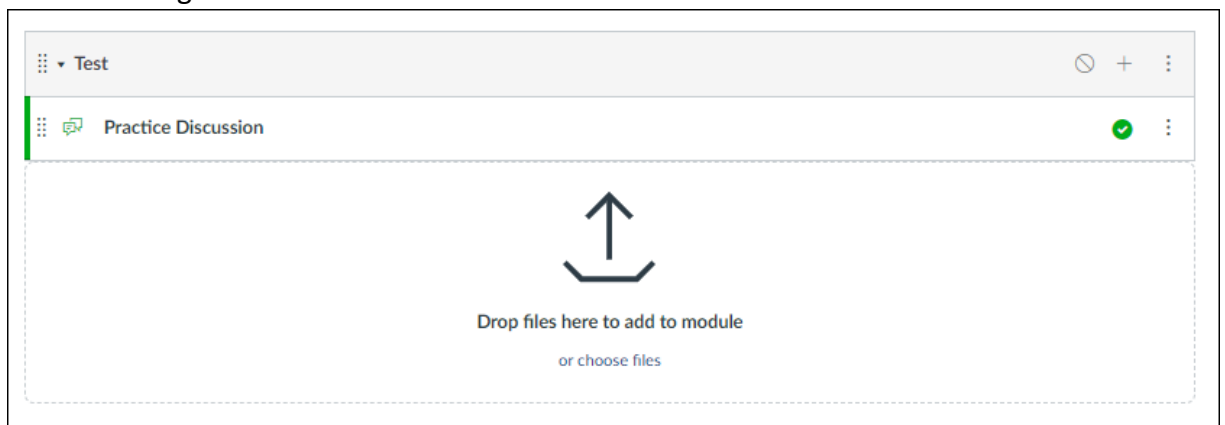 Test
Practice Discussion
Drop files here to add to module
or choose files